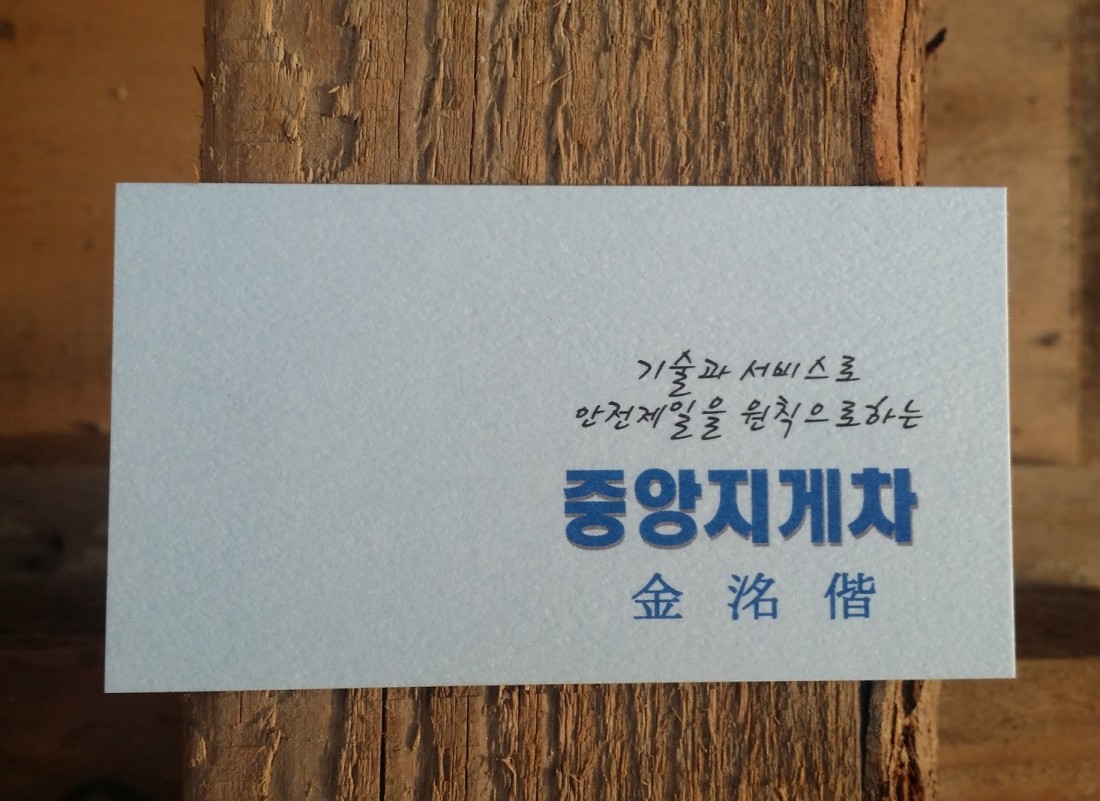 기술과 서비스로
안전제일을 원칙으로하는
중앙지게차
金 洺 偕